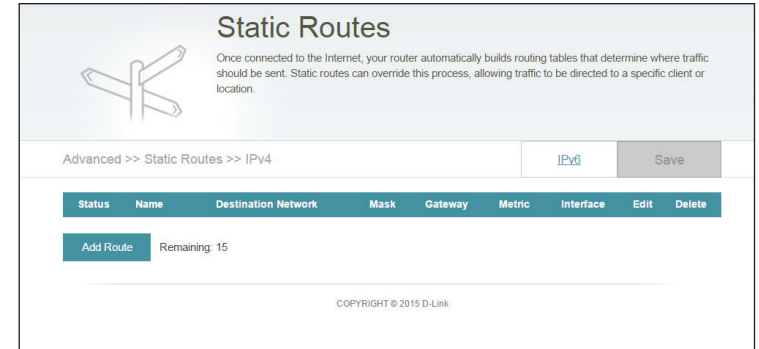 Static Routes
Once connected to the Internet, your router automatically builds routing tables that determine where traffic
should be sent. Static routes can override this process, allowing traffic to be directed to a specific client or
location.
Advanced >> Static Routes >> IPv4 IPv6 Save
Status Name Destination Network Mask Gateway Metric Interface Edit Delete
Add Route Remaining: 15
COPYRIGHT © 2015 D-Link